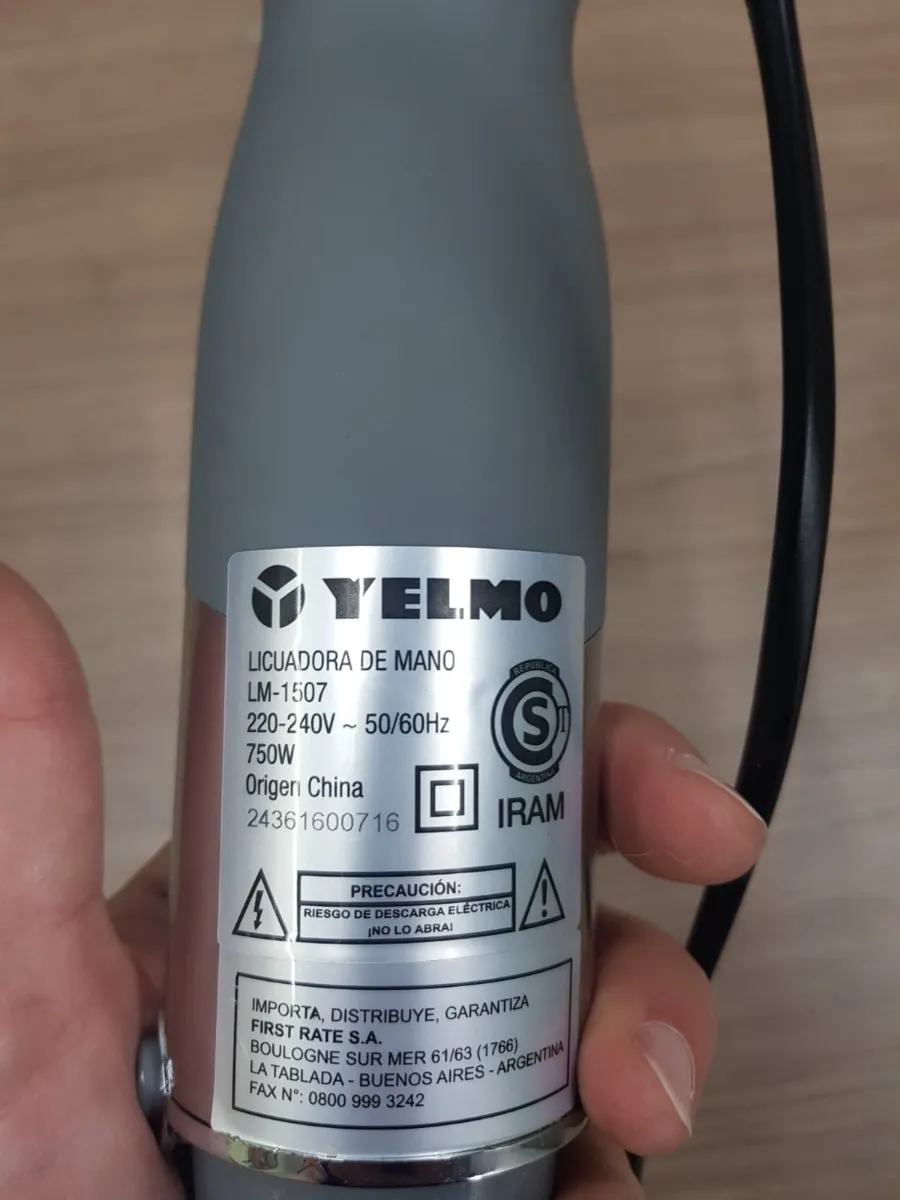 YELMO
LICUADORA DE MANO
LM-1507
220-240V ~ 50/60Hz
750W
Origen China
24361600716
REPUBLICA
S
T
ARGENTINA
IRAM
PRECAUCIÓN:
RIESGO DE DESCARGA ELÉCTRICA
¡NO LO ABRA!
IMPORTA, DISTRIBUYE, GARANTIZA
FIRST RATE S.A.
BOULOGNE SUR MER 61/63 (1766)
LA TABLADA - BUENOS AIRES - ARGENTINA
FAX N°: 0800 999 3242